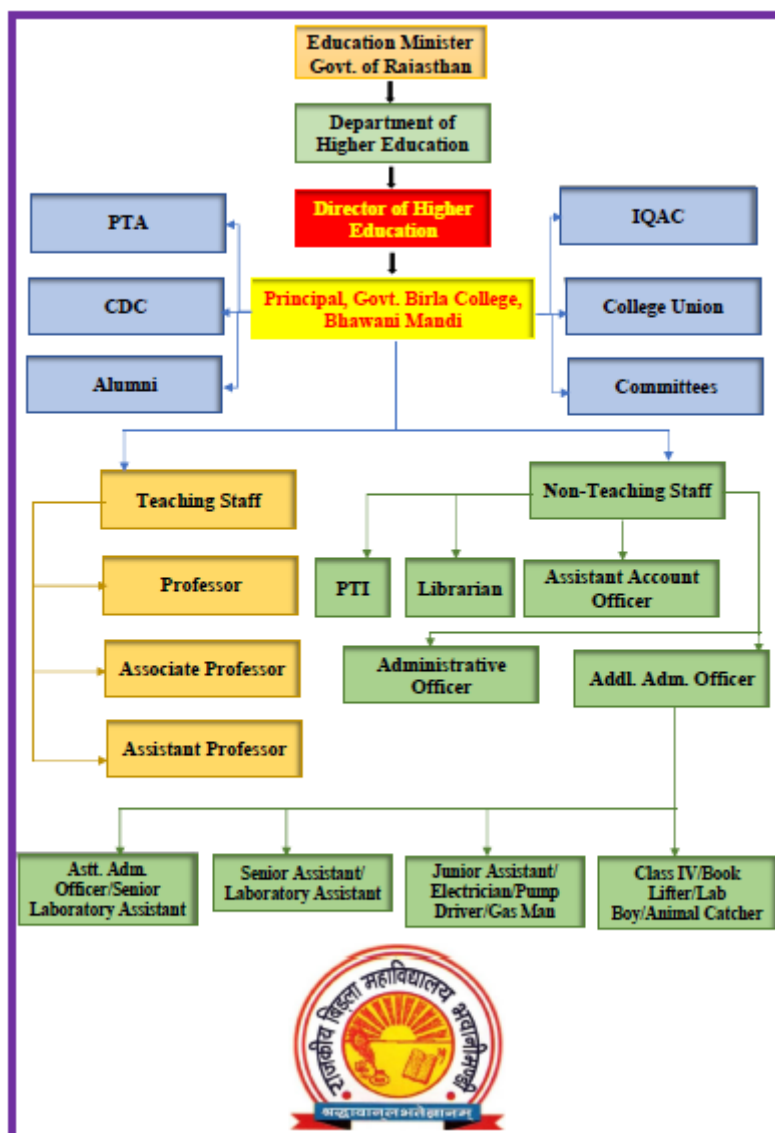 Education Minister
Govt. of Rajasthan
Department of
Higher Education
Director of Higher
Education
PTA
IQAC
Principal, Govt. Birla College,
Bhawani Mandi
CDC
College Union
Alumni
Committees
Teaching Staff
Non-Teaching Staff
Professor
PTI
Librarian
Assistant Account
Officer
Associate Professor
Administrative
Officer
Addl. Adm. Officer
Assistant Professor
Astt. Adm.
Officer/Senior
Laboratory Assistant
Senior Assistant/
Laboratory Assistant
Junior Assistant/
Electrician/Pump
Driver/Gas Man
Class IV/Book
Lifter/Lab
Boy/Animal Catcher
राजकीय बिड़ला महाविद्यालय भवानीमण्डी
श्रद्धावान्लभतेज्ञानम्